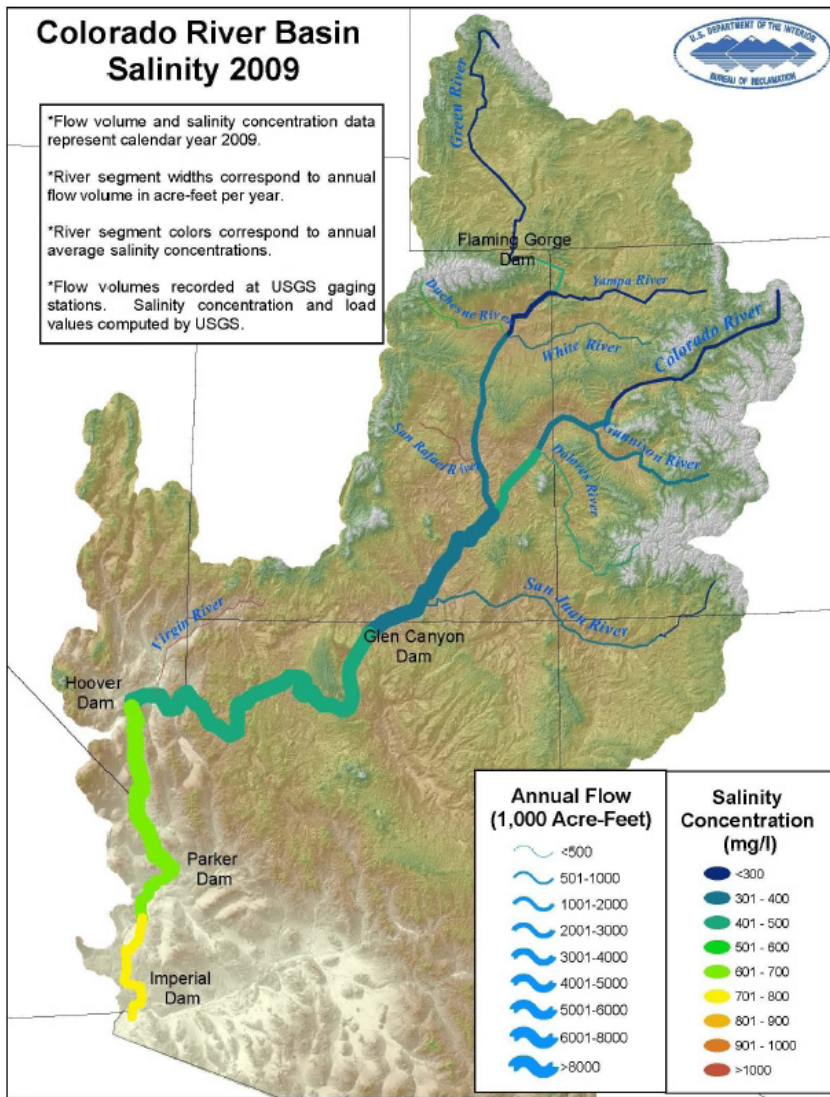 Colorado River Basin
Salinity 2009
*Flow volume and salinity concentration data
represent calendar year 2009.
*River segment widths correspond to annual
flow volume in acre-feet per year.
*River segment colors correspond to annual
average salinity concentrations.
*Flow volumes recorded at USGS gaging
stations. Salinity concentration and load
values computed by USGS.
U.S. DEPARTMENT OF THE INTERIOR
BUREAU OF RECLAMATION
Green River
Flaming Gorge
Dam
Duchesne River
Yampa River
White River
Colorado River
San Rafael River
Gunnison River
Dolores River
San Juan River
Virgin River
Glen Canyon
Dam
Hoover
Dam
Parker
Dam
Imperial
Dam
Annual Flow
(1,000 Acre-Feet)
<500
501-1000
1001-2000
2001-3000
3001-4000
4001-5000
5001-6000
6001-8000
>8000
Salinity
Concentration
(mg/l)
<300
301 - 400
401 - 500
501 - 600
601 - 700
701 - 800
801 - 900
901 - 1000
>1000